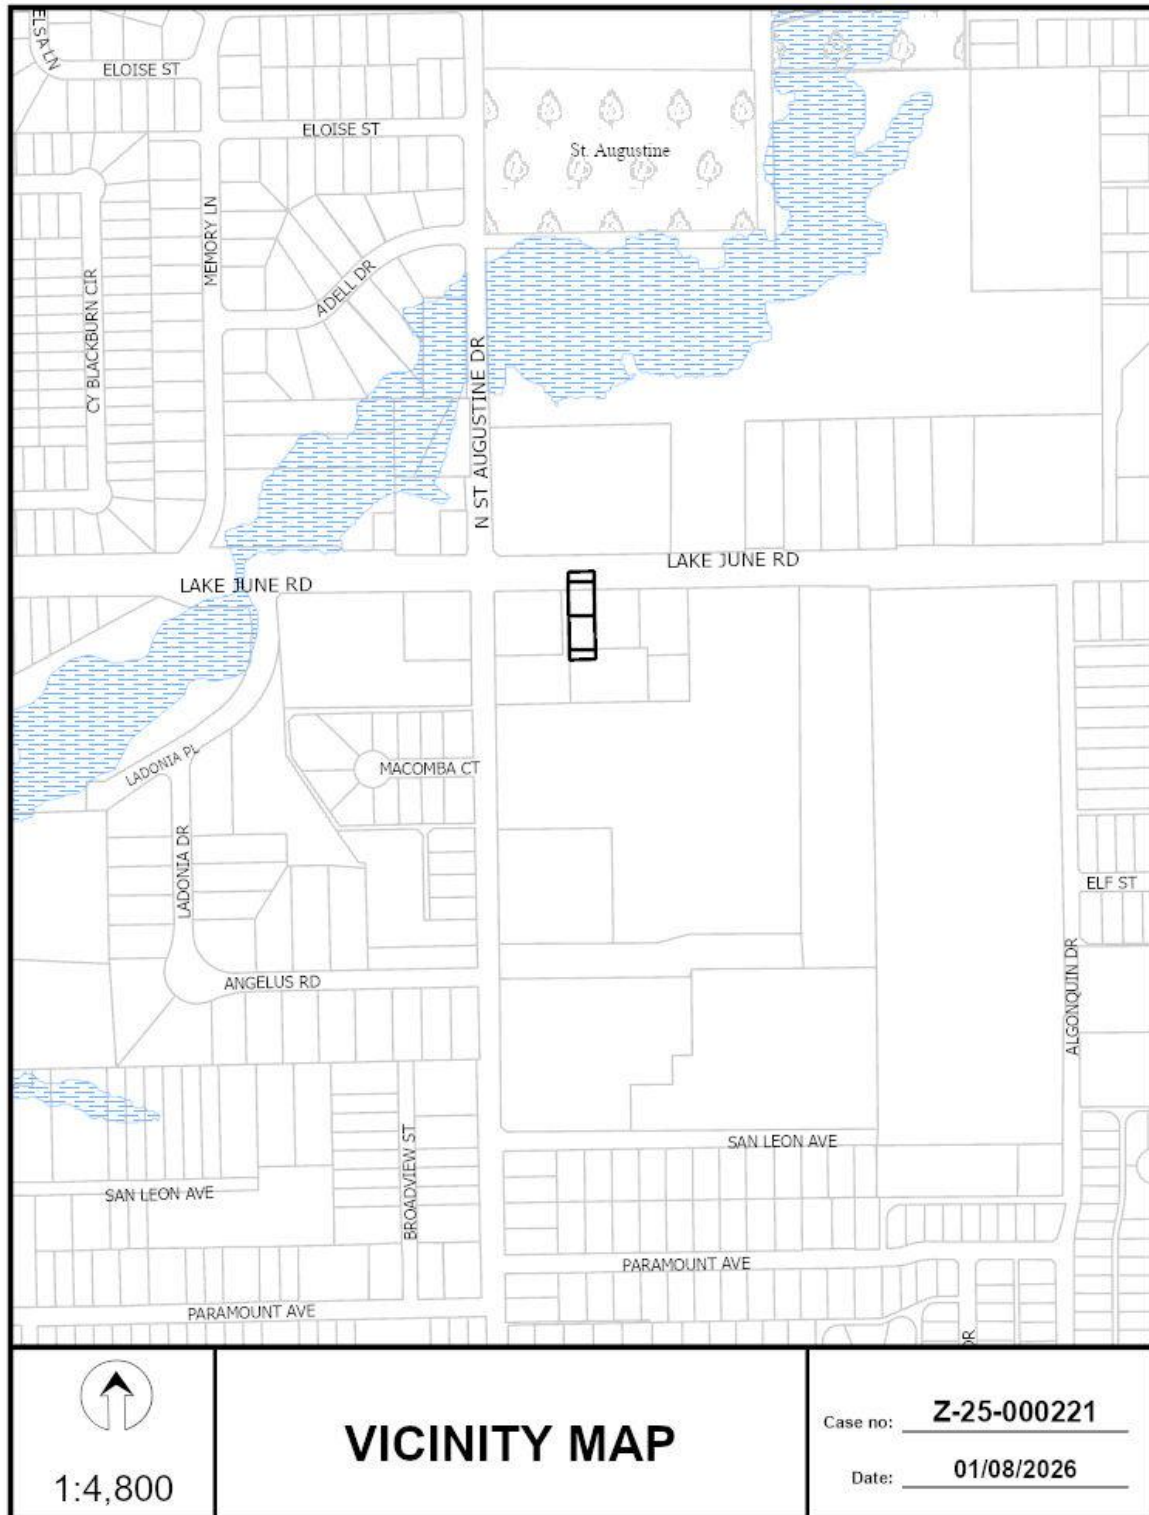 ELSA LN
ELOISE ST
ELOISE ST
St. Augustine
MEMORY LN
ADELL DR
CY BLACKBURN CIR
N ST AUGUSTINE DR
LAKE JUNE RD
LAKE JUNE RD
LADONIA PL
MACOMBA CT
LADONIA DR
ELF ST
ANGELUS RD
ALGONQUIN DR
SAN LEON AVE
BROADVIEW ST
SAN LEON AVE
PARAMOUNT AVE
PARAMOUNT AVE
DR
1:4,800
VICINITY MAP
Case no: Z-25-000221
Date: 01/08/2026